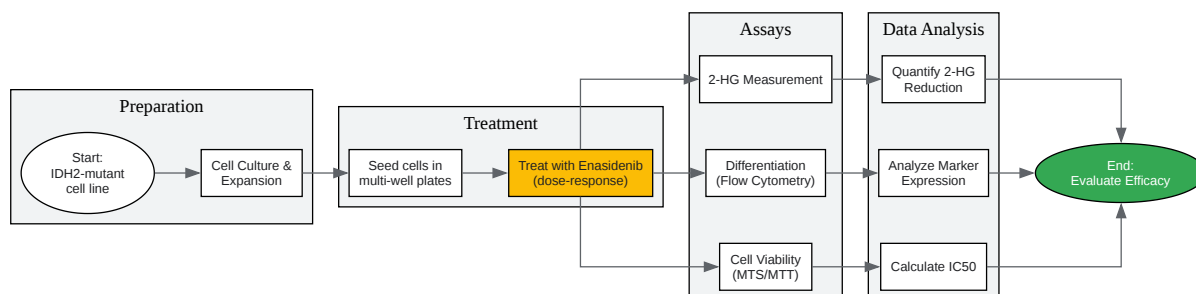 Preparation
Start:
IDH2-mutant
cell line
Cell Culture &
Expansion
Treatment
Seed cells in
multi-well plates
Treat with Enasidenib
(dose-response)
Assays
2-HG Measurement
Differentiation
(Flow Cytometry)
Cell Viability
(MTS/MTT)
Data Analysis
Quantify 2-HG
Reduction
Analyze Marker
Expression
Calculate IC50
End:
Evaluate Efficacy